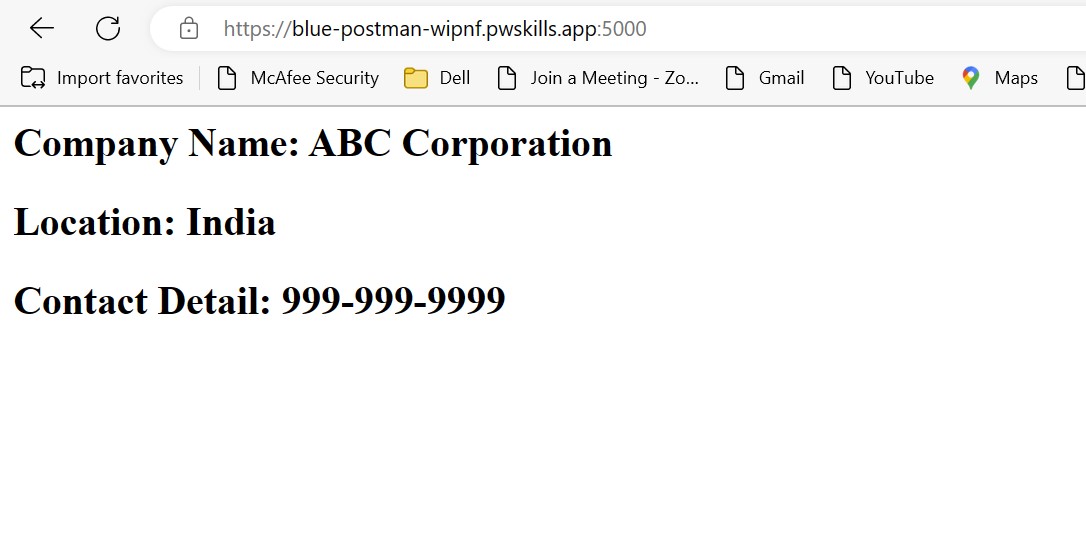 https://blue-postman-wipnf.pwskills.app:5000
Import favorites McAfee Security Dell Join a Meeting - Zo... Gmail YouTube Maps
Company Name: ABC Corporation
Location: India
Contact Detail: 999-999-9999